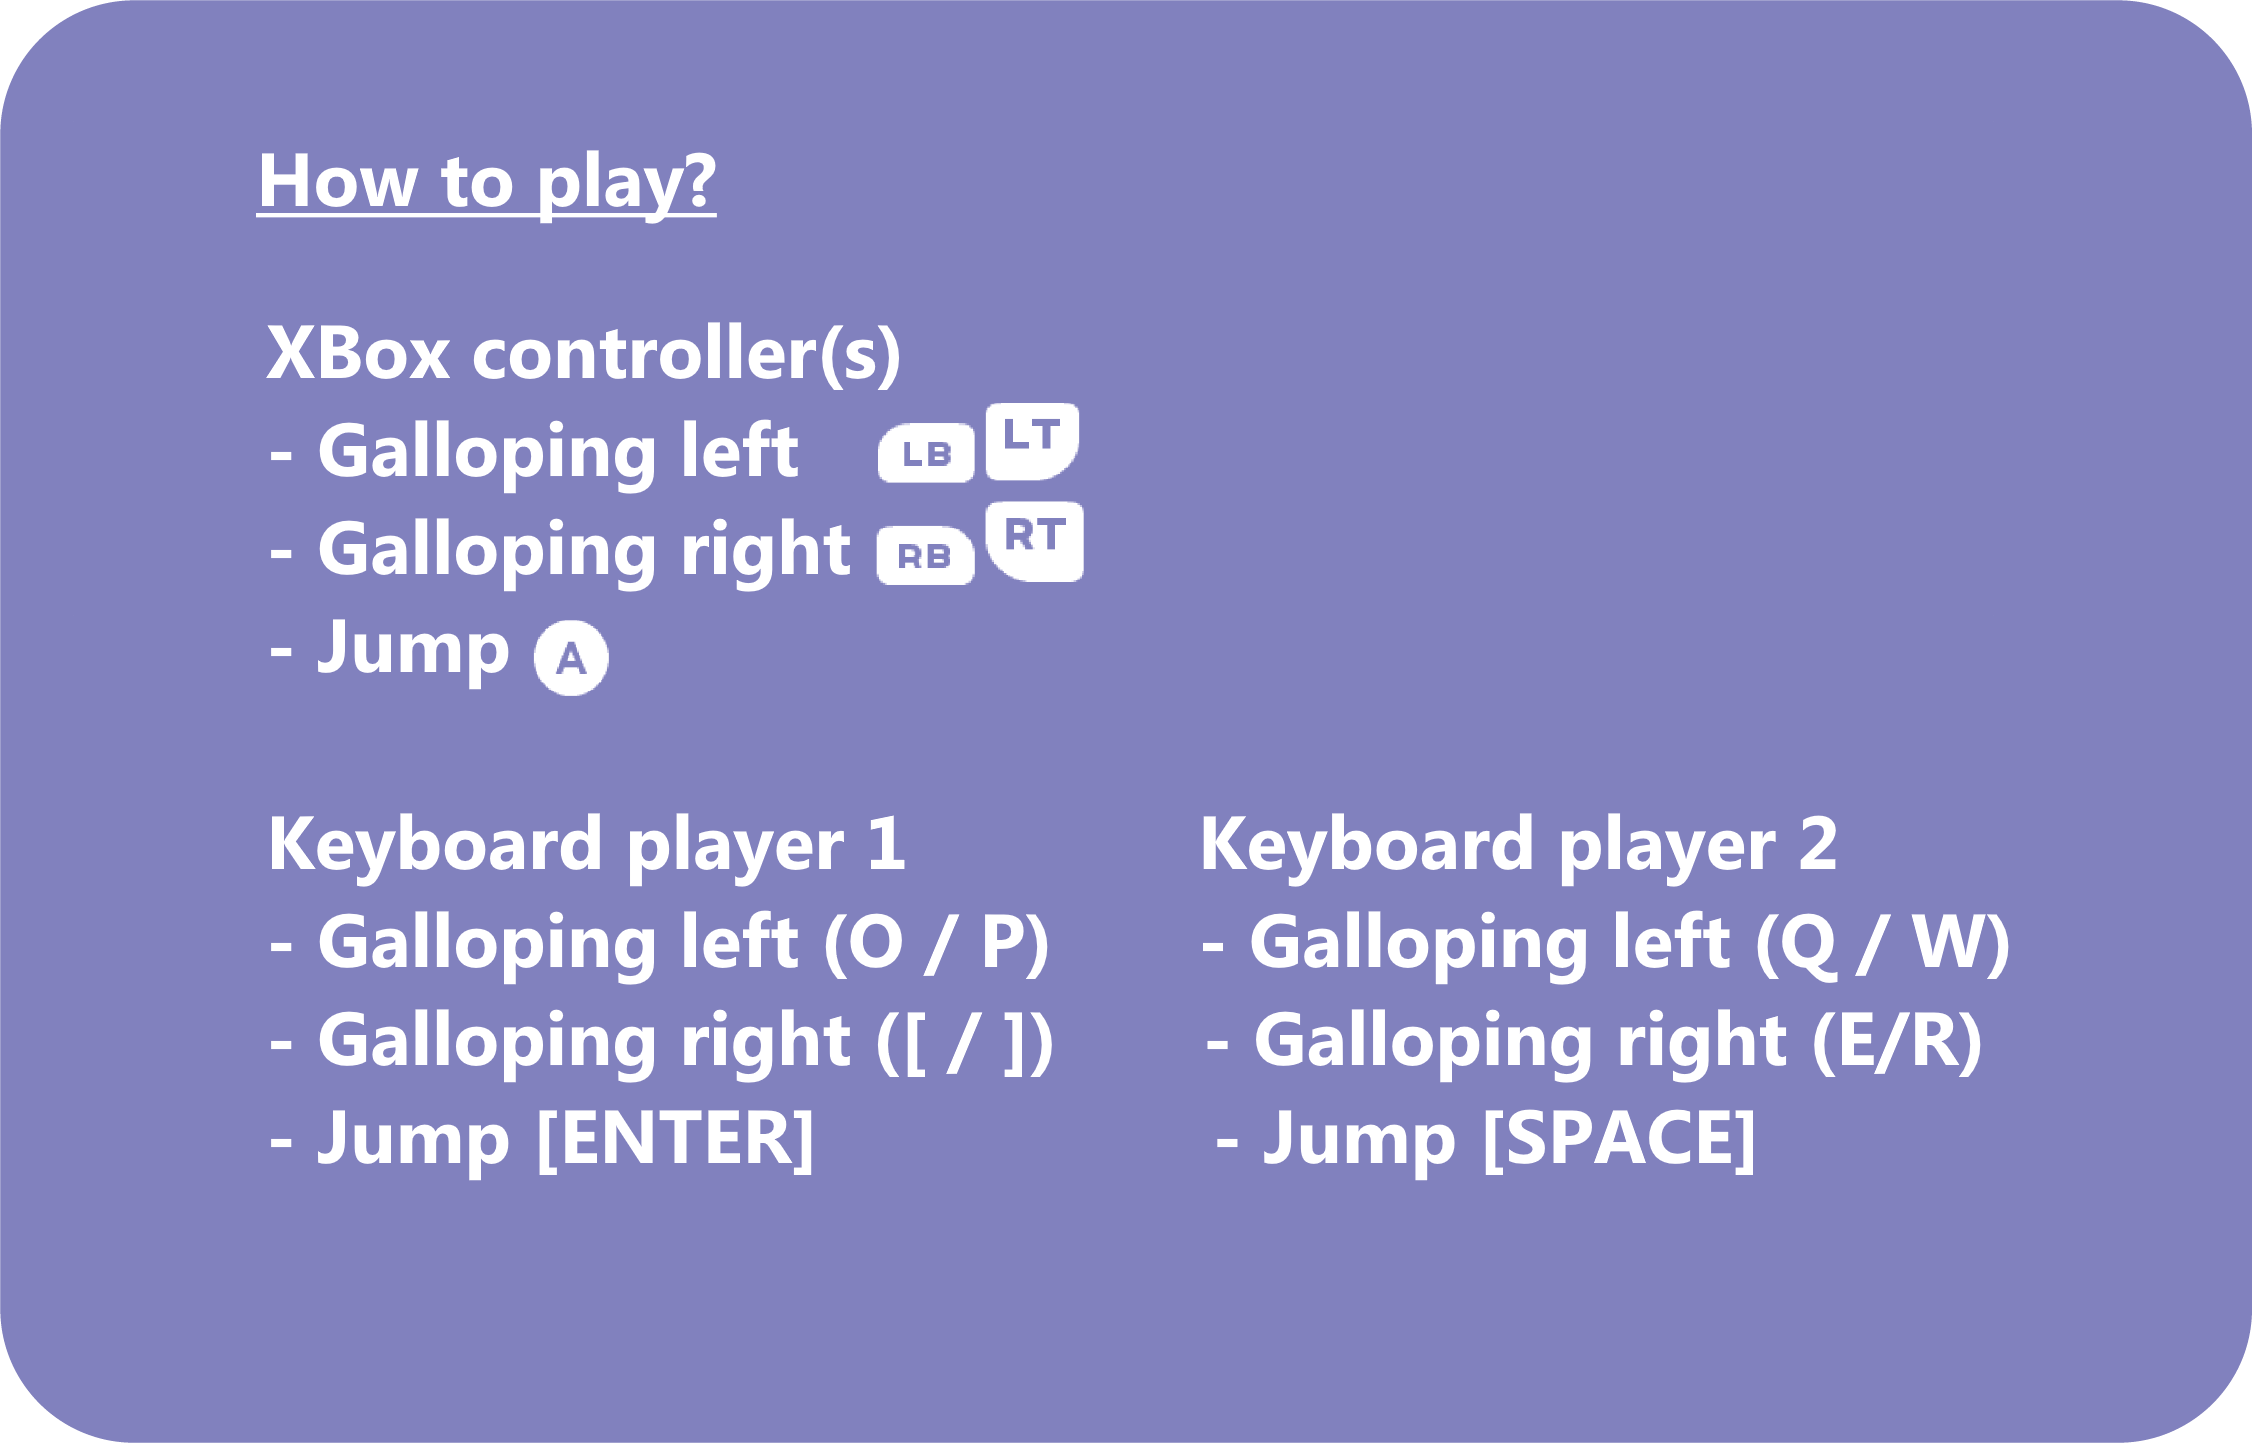 How to play?
XBox controller(s)
- Galloping left LB LT
- Galloping right RB RT
- Jump A
Keyboard player 1
- Galloping left (O / P)
- Galloping right ([ / ])
- Jump [ENTER]
Keyboard player 2
- Galloping left (Q / W)
- Galloping right (E/R)
- Jump [SPACE]